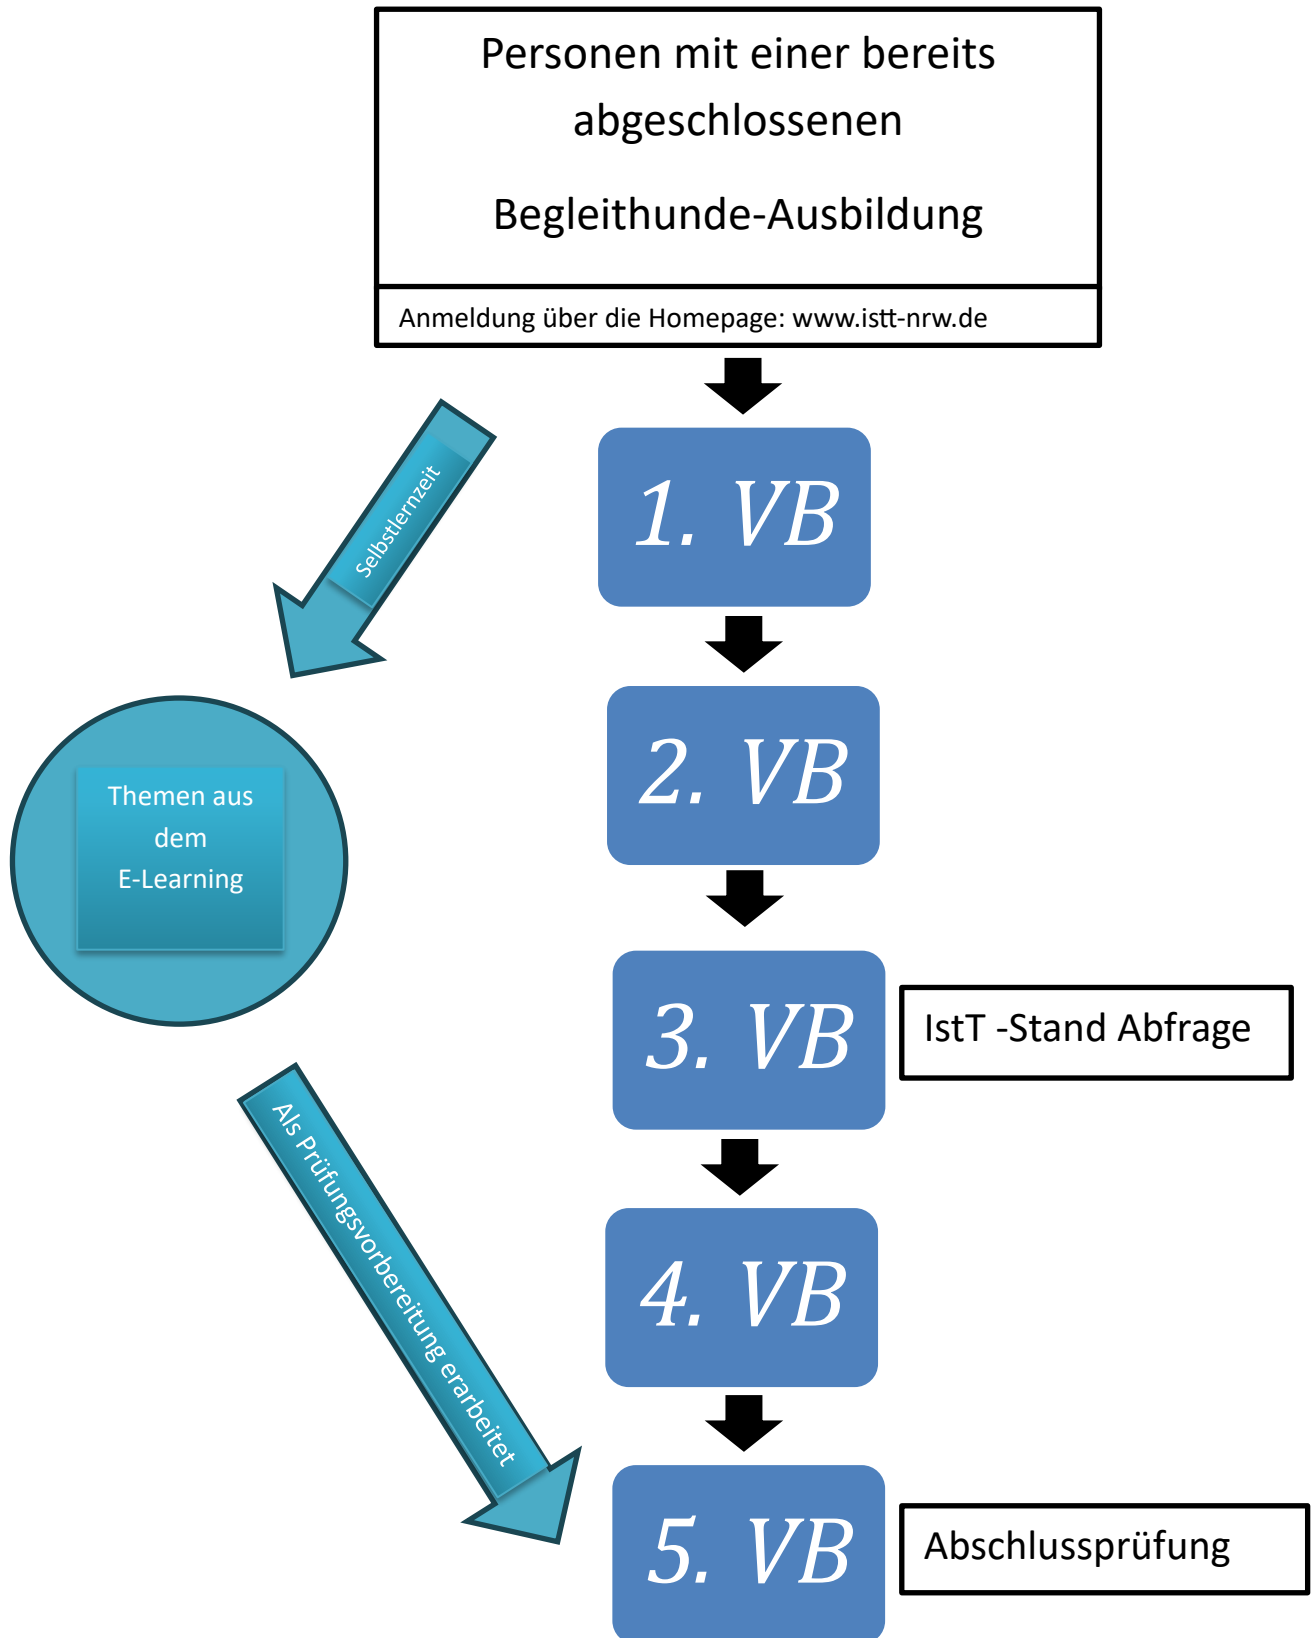 Personen mit einer bereits
abgeschlossenen
Begleithunde-Ausbildung
Anmeldung über die Homepage: www.istt-nrw.de
Selbstlernzeit
1. VB
2. VB
Themen aus
dem
E-Learning
3. VB
IstT -Stand Abfrage
Als Prüfungsvorbereitung erarbeitet
4. VB
5. VB
Abschlussprüfung